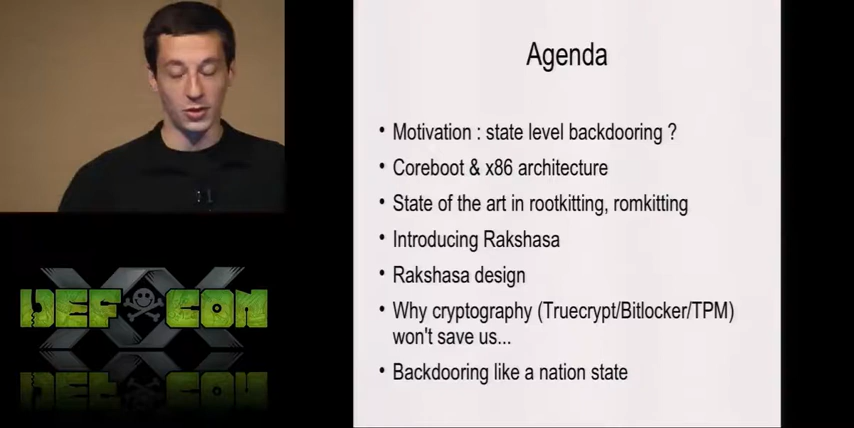 Agenda
• Motivation : state level backdooring ?
• Coreboot & x86 architecture
• State of the art in rootkitting, romkitting
• Introducing Rakshasa
• Rakshasa design
• Why cryptography (Truecrypt/Bitlocker/TPM)
won't save us...
• Backdooring like a nation state
XX
DEF CON